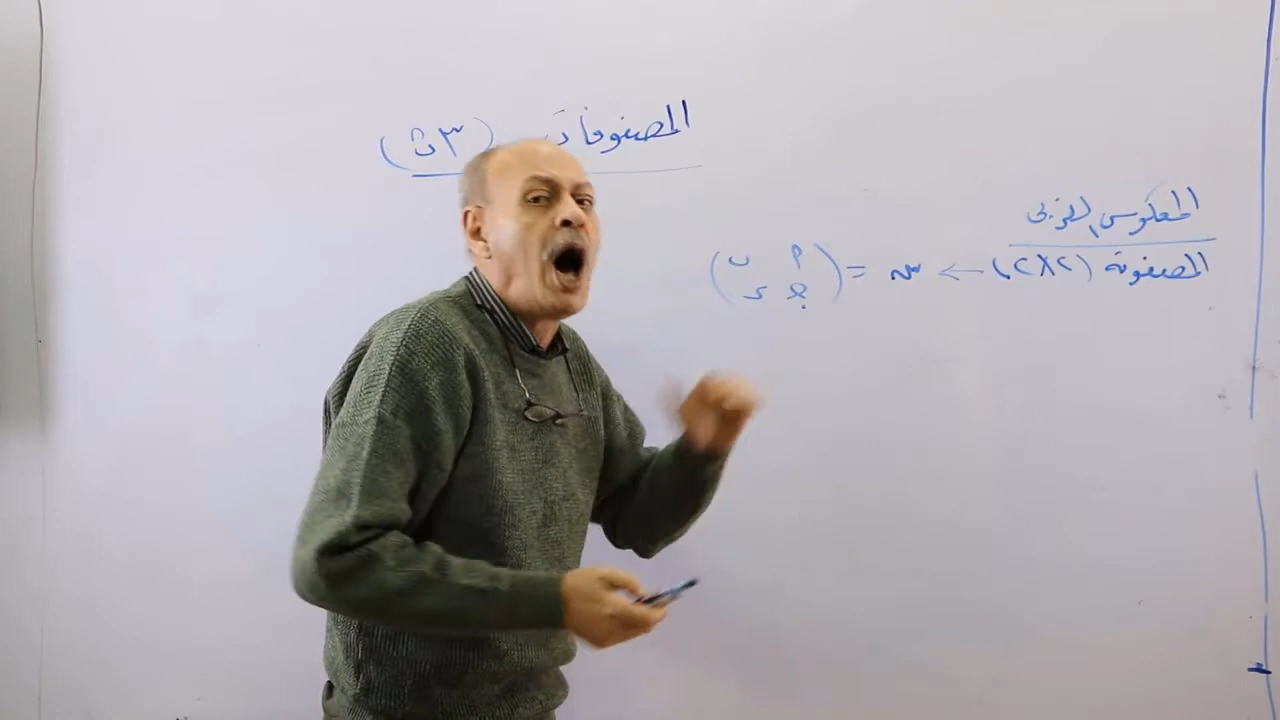 المصفوفات (٣ث)
المعكوس الضربي
المصفوفة (٢×٢) ← س = (أ ب
جـ د)